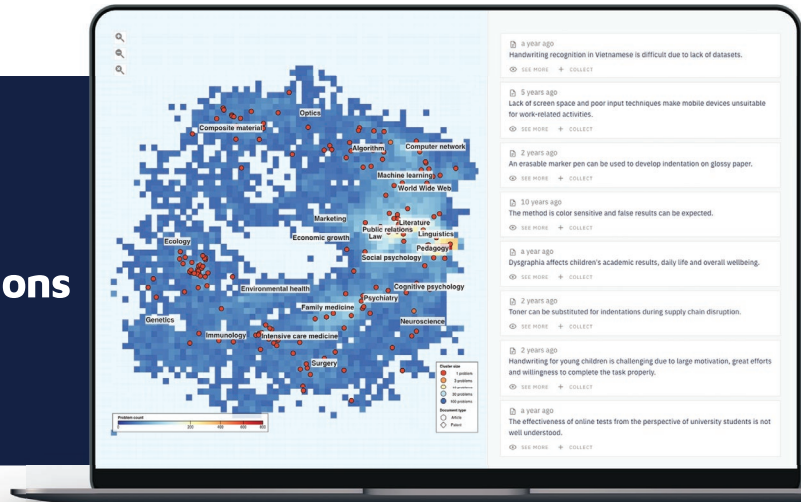 ons
Optics
Composite material
Algorithm
Computer network
Machine learning
World Wide Web
Marketing
Literature
Public relations
Law
Linguistics
Economic growth
Ecology
Pedagogy
Social psychology
Environmental health
Cognitive psychology
Psychiatry
Family medicine
Genetics
Neuroscience
Immunology
Intensive care medicine
Surgery
Cluster size
1 problem
3 problems
30 problems
100 problems
Document type
Article
Patent
Problem count
0 200 400 600 800
a year ago
Handwriting recognition in Vietnamese is difficult due to lack of datasets.
SEE MORE + COLLECT
5 years ago
Lack of screen space and poor input techniques make mobile devices unsuitable
for work-related activities.
SEE MORE + COLLECT
2 years ago
An erasable marker pen can be used to develop indentation on glossy paper.
SEE MORE + COLLECT
10 years ago
The method is color sensitive and false results can be expected.
SEE MORE + COLLECT
a year ago
Dysgraphia affects children's academic results, daily life and overall wellbeing.
SEE MORE + COLLECT
2 years ago
Toner can be substituted for indentations during supply chain disruption.
SEE MORE + COLLECT
2 years ago
Handwriting for young children is challenging due to large motivation, great efforts
and willingness to complete the task properly.
SEE MORE + COLLECT
a year ago
The effectiveness of online tests from the perspective of university students is not
well understood.
SEE MORE + COLLECT